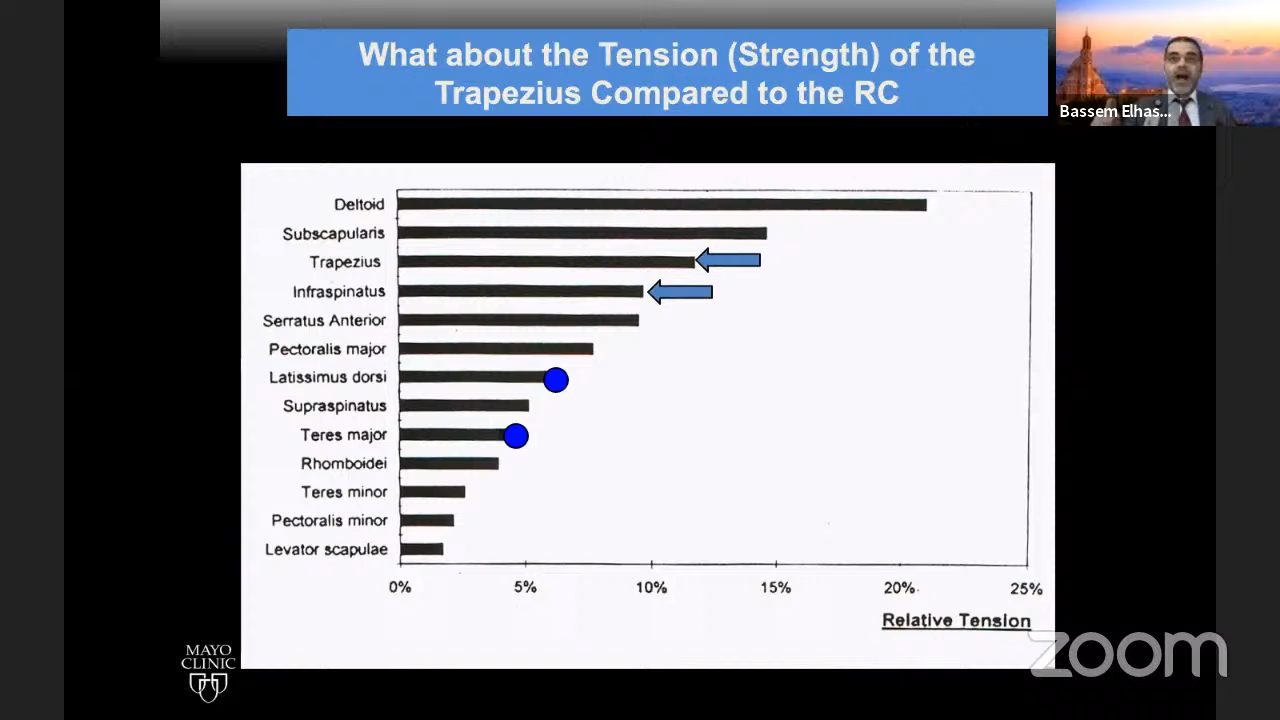 What about the Tension (Strength) of the
Trapezius Compared to the RC
Bassem Elhas...
Deltoid
Subscapularis
Trapezius
Infraspinatus
Serratus Anterior
Pectoralis major
Latissimus dorsi
Supraspinatus
Teres major
Rhomboidei
Teres minor
Pectoralis minor
Levator scapulae
0% 5% 10% 15% 20% 25%
Relative Tension
MAYO
CLINIC
zoom